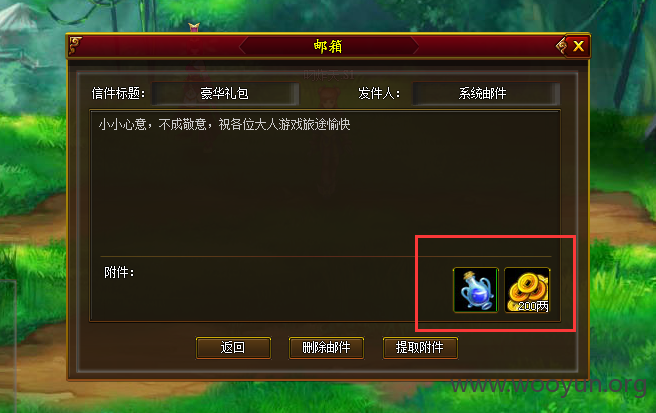 邮箱
信件标题：
豪华礼包
发件人：
系统邮件
小小心意，不成敬意，祝各位大人游戏旅途愉快
附件：
200两
返回
删除邮件
提取附件
www.wooyun.org